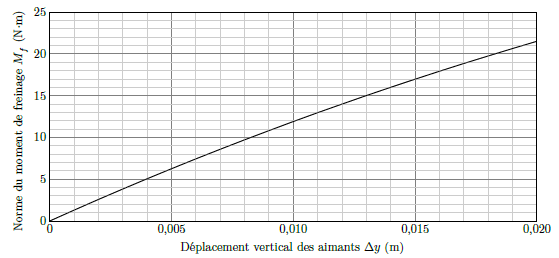 Norme du moment de freinage M_f (N·m)
25
20
15
10
5
0
0 0,005 0,010 0,015 0,020
Déplacement vertical des aimants Δy (m)